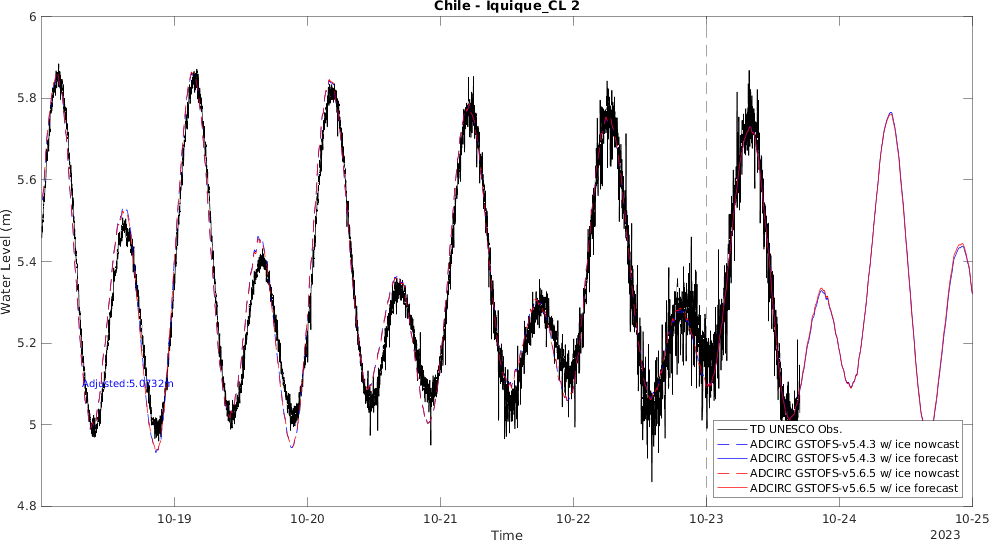 Chile - Iquique_CL 2
6
5.8
5.6
5.4
5.2
5
4.8
Water Level (m)
Adjusted:5.0732m
TD UNESCO Obs.
ADCIRC GSTOFS-v5.4.3 w/ ice nowcast
ADCIRC GSTOFS-v5.4.3 w/ ice forecast
ADCIRC GSTOFS-v5.6.5 w/ ice nowcast
ADCIRC GSTOFS-v5.6.5 w/ ice forecast
10-19 10-20 10-21 10-22 10-23 10-24 10-25
Time
2023